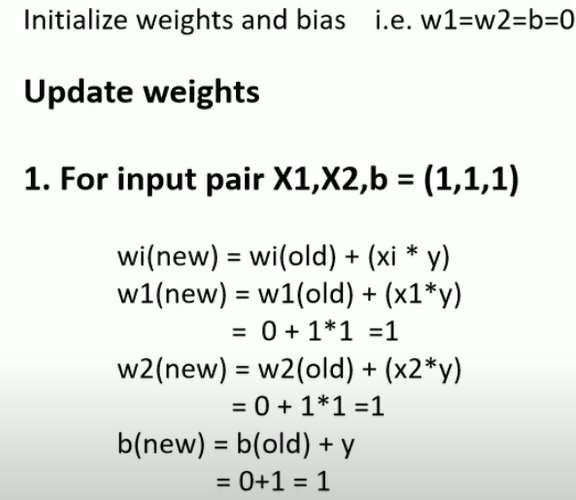 Initialize weights and bias i.e. w1=w2=b=0
Update weights
1. For input pair X1,X2,b = (1,1,1)
wi(new) = wi(old) + (xi * y)
w1(new) = w1(old) + (x1*y)
= 0 + 1*1 =1
w2(new) = w2(old) + (x2*y)
= 0 + 1*1 =1
b(new) = b(old) + y
= 0+1 = 1